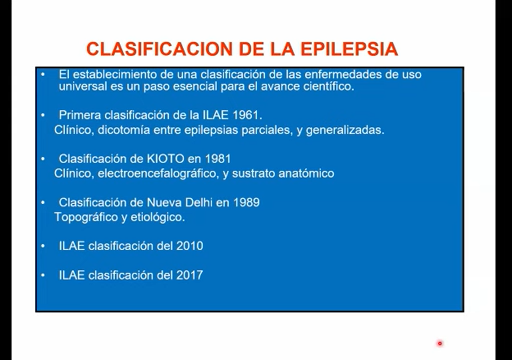 CLASIFICACION DE LA EPILEPSIA
• El establecimiento de una clasificación de las enfermedades de uso
universal es un paso esencial para el avance científico.
• Primera clasificación de la ILAE 1961.
Clínico, dicotomía entre epilepsias parciales, y generalizadas.
• Clasificación de KIOTO en 1981
Clínico, electroencefalográfico, y sustrato anatómico
• Clasificación de Nueva Delhi en 1989
Topográfico y etiológico.
• ILAE clasificación del 2010
• ILAE clasificación del 2017